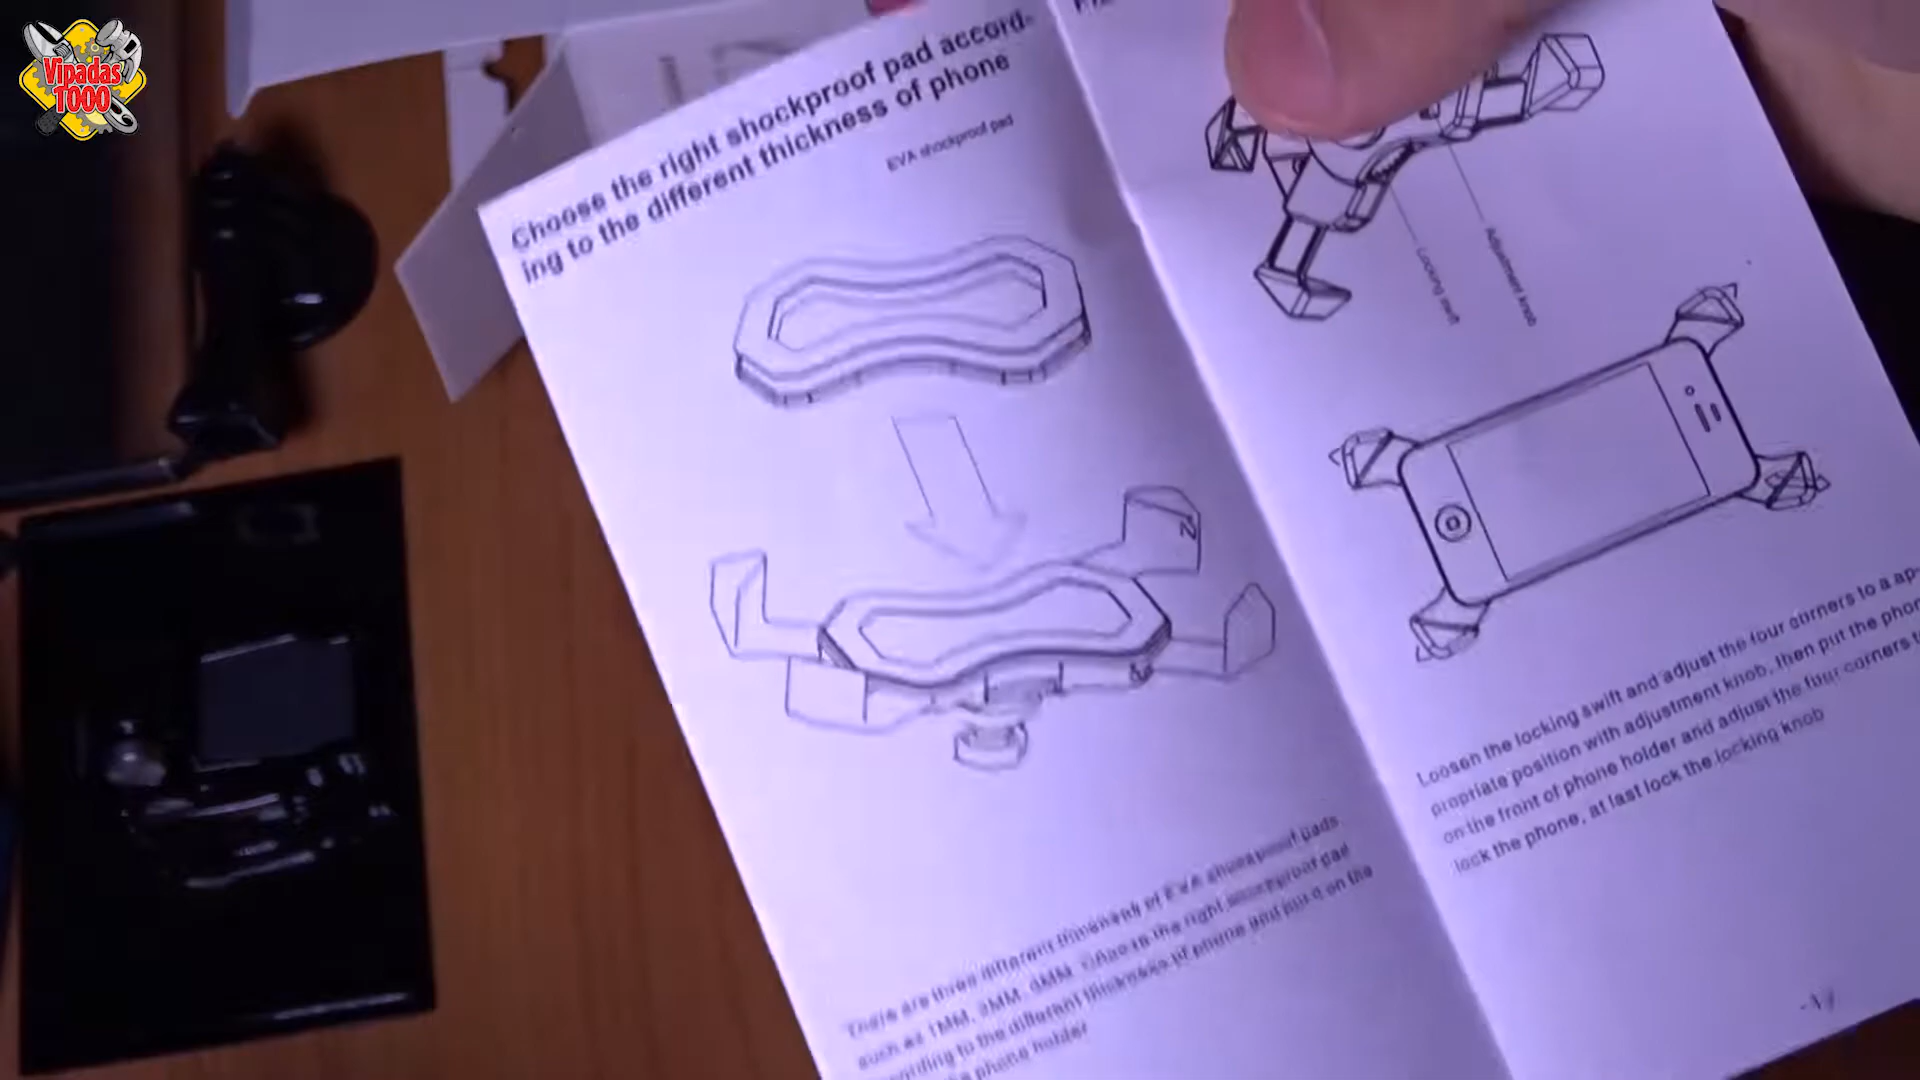 Vipadas
1000
Choose the right shockproof pad accord-
ing to the different thickness of phone
EVA shockproof pad
There are three different thickness of EVA shockproof pads
such as 1MM, 3MM, to the right shockproof pad
according to the different thickness of phone and put it on the
phone holder
Locking swift
Adjustment knob
Loosen the locking swift and adjust the four corners to a ap-
propriate position with adjustment knob, then put the phon
on the front of phone holder and adjust the four corners t
lock the phone, at last lock the locking knob